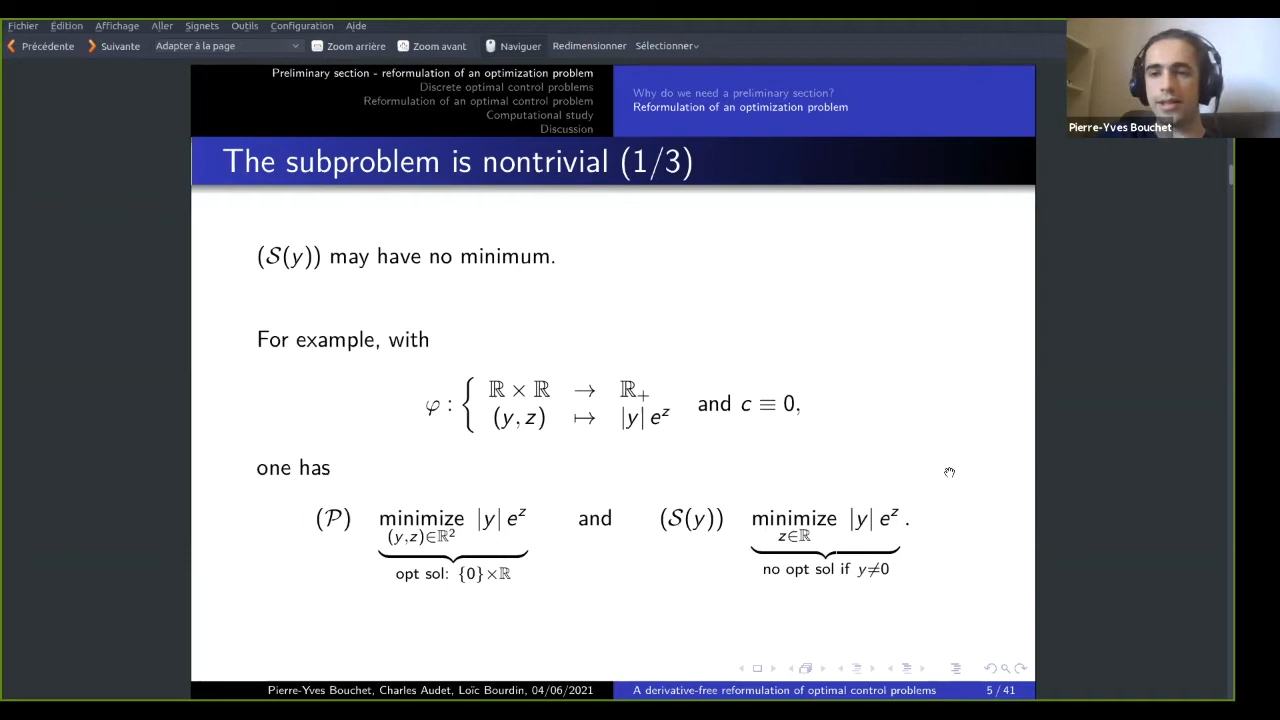 Fichier Édition Affichage Aller Signets Outils Configuration Aide
Précédente Suivante Adapter à la page Zoom arrière Zoom avant Naviguer Redimensionner Sélectionner
Pierre-Yves Bouchet
Preliminary section - reformulation of an optimization problem
Discrete optimal control problems
Reformulation of an optimal control problem
Computational study
Discussion
Why do we need a preliminary section?
Reformulation of an optimization problem
The subproblem is nontrivial (1/3)
(𝒮(y)) may have no minimum.
For example, with
φ : { ℝ × ℝ → ℝ₊
(y, z) ↦ |y| eᶻ and c ≡ 0,
one has
(𝒫) minimize |y| eᶻ and (𝒮(y)) minimize |y| eᶻ .
(y,z)∈ℝ² z∈ℝ
opt sol: {0}×ℝ no opt sol if y≠0
Pierre-Yves Bouchet, Charles Audet, Loïc Bourdin, 04/06/2021 A derivative-free reformulation of optimal control problems 5 / 41